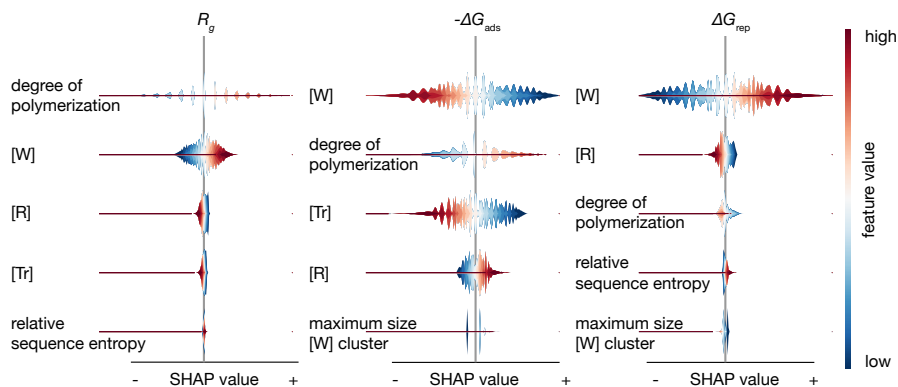 R_g
-ΔG_ads
ΔG_rep
high
feature value
low
degree of
polymerization
[W]
[R]
[Tr]
relative
sequence entropy
- SHAP value +
[W]
degree of
polymerization
[Tr]
[R]
maximum size
[W] cluster
- SHAP value +
[W]
[R]
degree of
polymerization
relative
sequence entropy
maximum size
[W] cluster
- SHAP value +